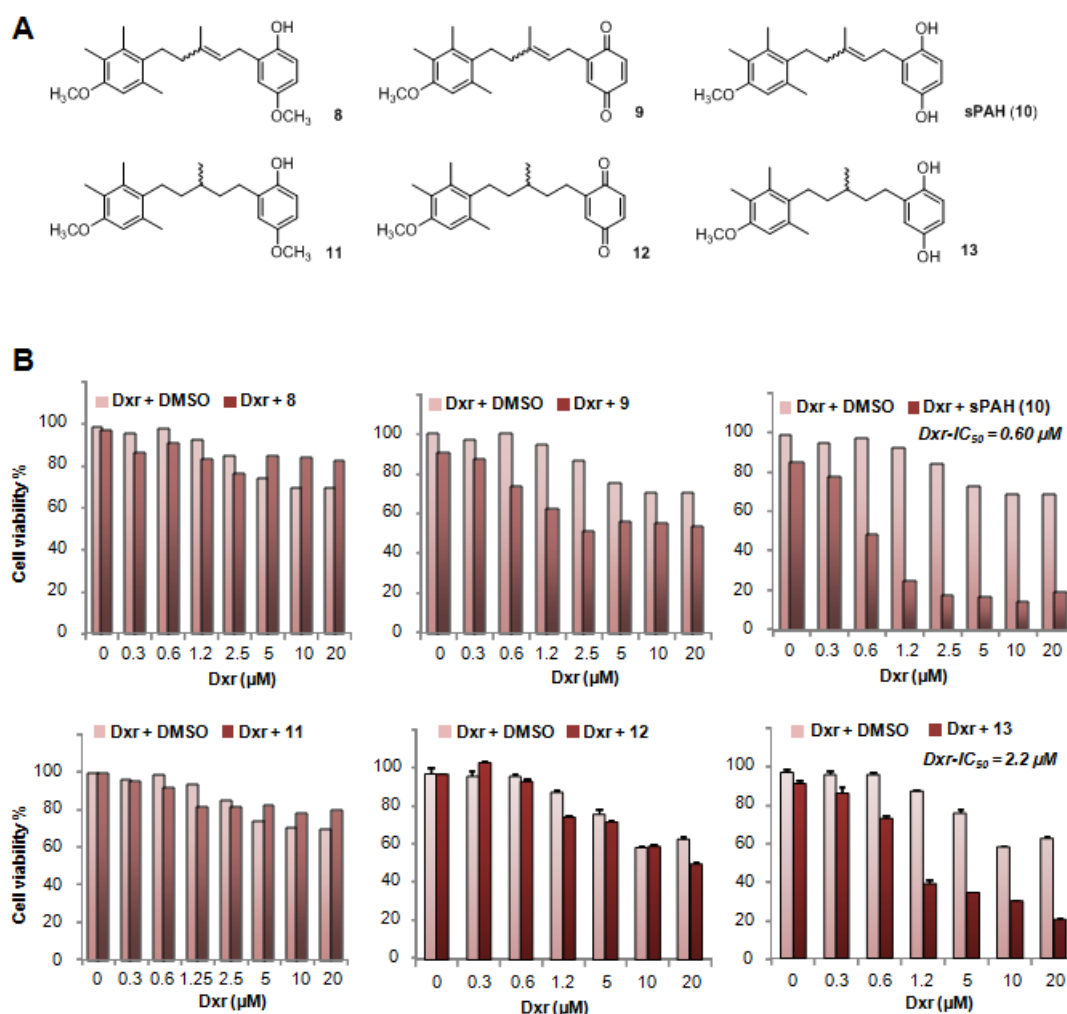 A
OH
H₃CO
OCH₃
8
O
H₃CO
O
9
OH
H₃CO
OH
sPAH (10)
OH
H₃CO
OCH₃
11
O
H₃CO
O
12
OH
H₃CO
OH
13
B
Dxr + DMSO Dxr + 8
Cell viability %
100
80
60
40
20
0
0 0.3 0.6 1.2 2.5 5 10 20
Dxr (µM)
Dxr + DMSO Dxr + 9
100
80
60
40
20
0
0 0.3 0.6 1.2 2.5 5 10 20
Dxr (µM)
Dxr + DMSO Dxr + sPAH (10)
Dxr-IC₅₀ = 0.60 µM
100
80
60
40
20
0
0 0.3 0.6 1.2 2.5 5 10 20
Dxr (µM)
Dxr + DMSO Dxr + 11
Cell viability %
100
80
60
40
20
0
0 0.3 0.6 1.25 2.5 5 10 20
Dxr (µM)
Dxr + DMSO Dxr + 12
100
80
60
40
20
0
0 0.3 0.6 1.2 5 10 20
Dxr (µM)
Dxr + DMSO Dxr + 13
Dxr-IC₅₀ = 2.2 µM
100
80
60
40
20
0
0 0.3 0.6 1.2 5 10 20
Dxr (µM)